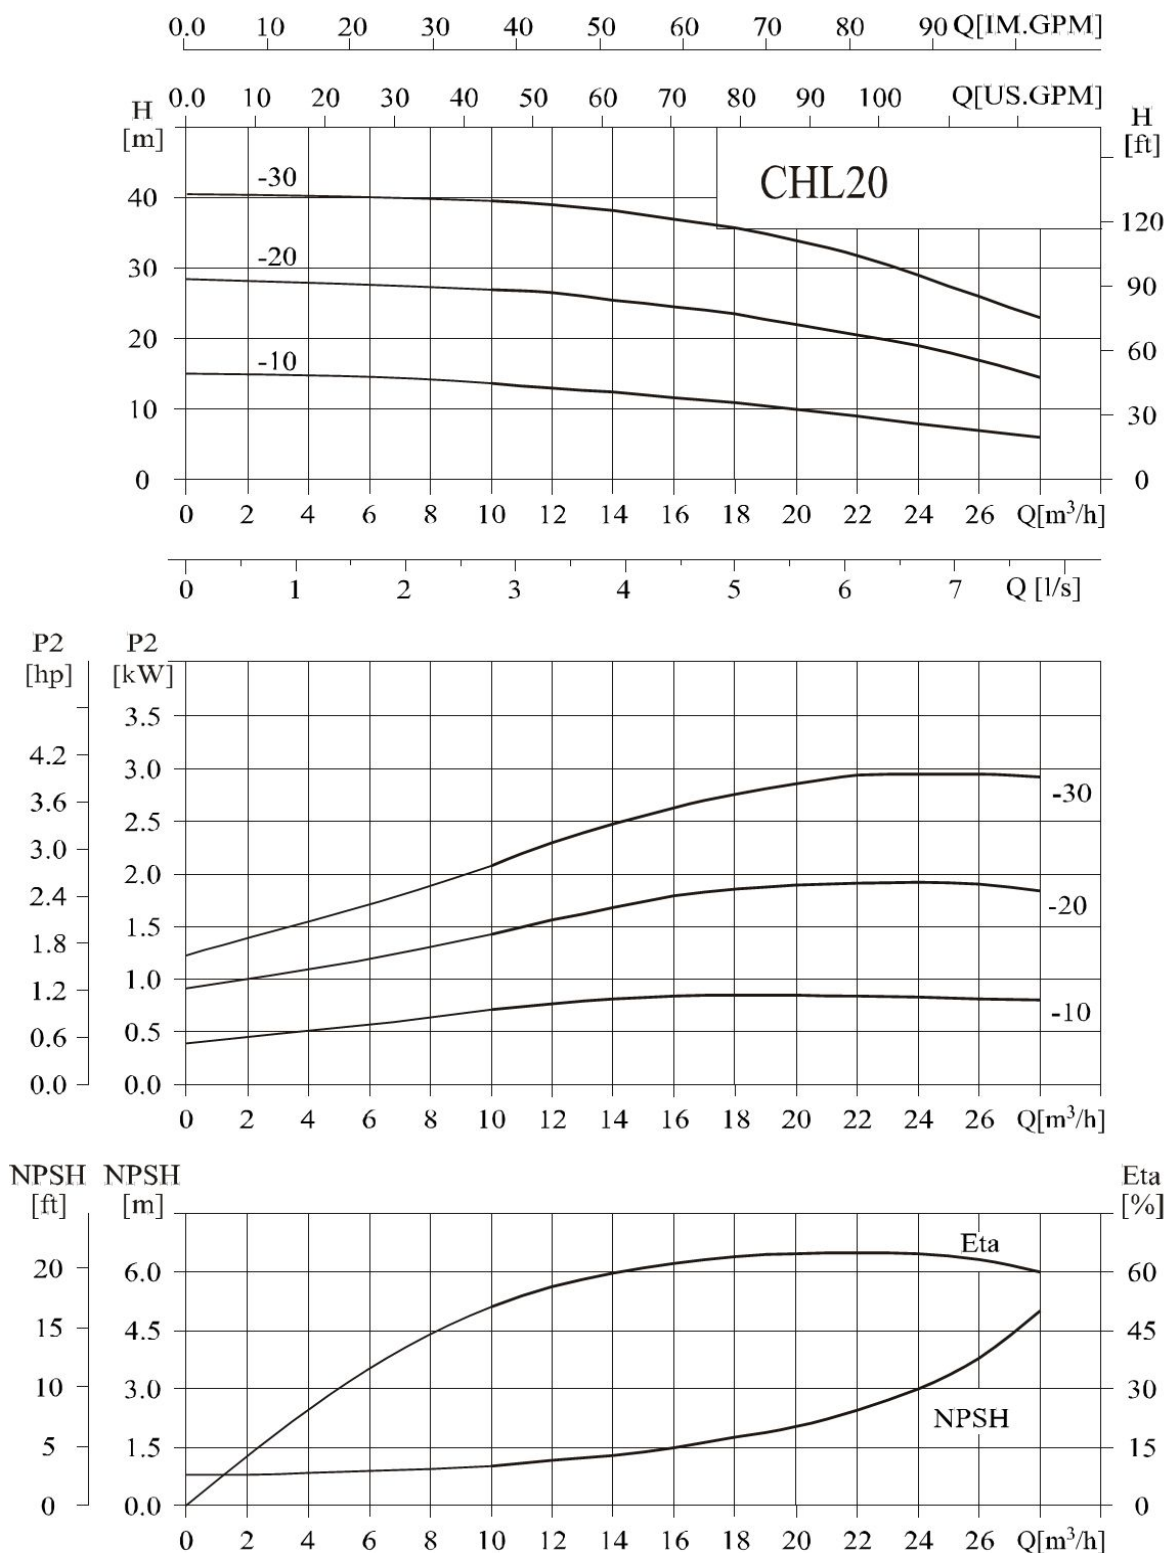 0.0 10 20 30 40 50 60 70 80 90 Q[IM.GPM]
0.0 10 20 30 40 50 60 70 80 90 100 Q[US.GPM]
H
[m]
H
[ft]
CHL20
-30
-20
-10
40
30
20
10
0
120
90
60
30
0
0 2 4 6 8 10 12 14 16 18 20 22 24 26 Q[m³/h]
0 1 2 3 4 5 6 7 Q [l/s]
P2
[hp]
P2
[kW]
4.2
3.6
3.0
2.4
1.8
1.2
0.6
0.0
3.5
3.0
2.5
2.0
1.5
1.0
0.5
0.0
-30
-20
-10
0 2 4 6 8 10 12 14 16 18 20 22 24 26 Q[m³/h]
NPSH
[ft]
NPSH
[m]
Eta
[%]
20
15
10
5
0
6.0
4.5
3.0
1.5
0.0
Eta
NPSH
60
45
30
15
0
0 2 4 6 8 10 12 14 16 18 20 22 24 26 Q[m³/h]